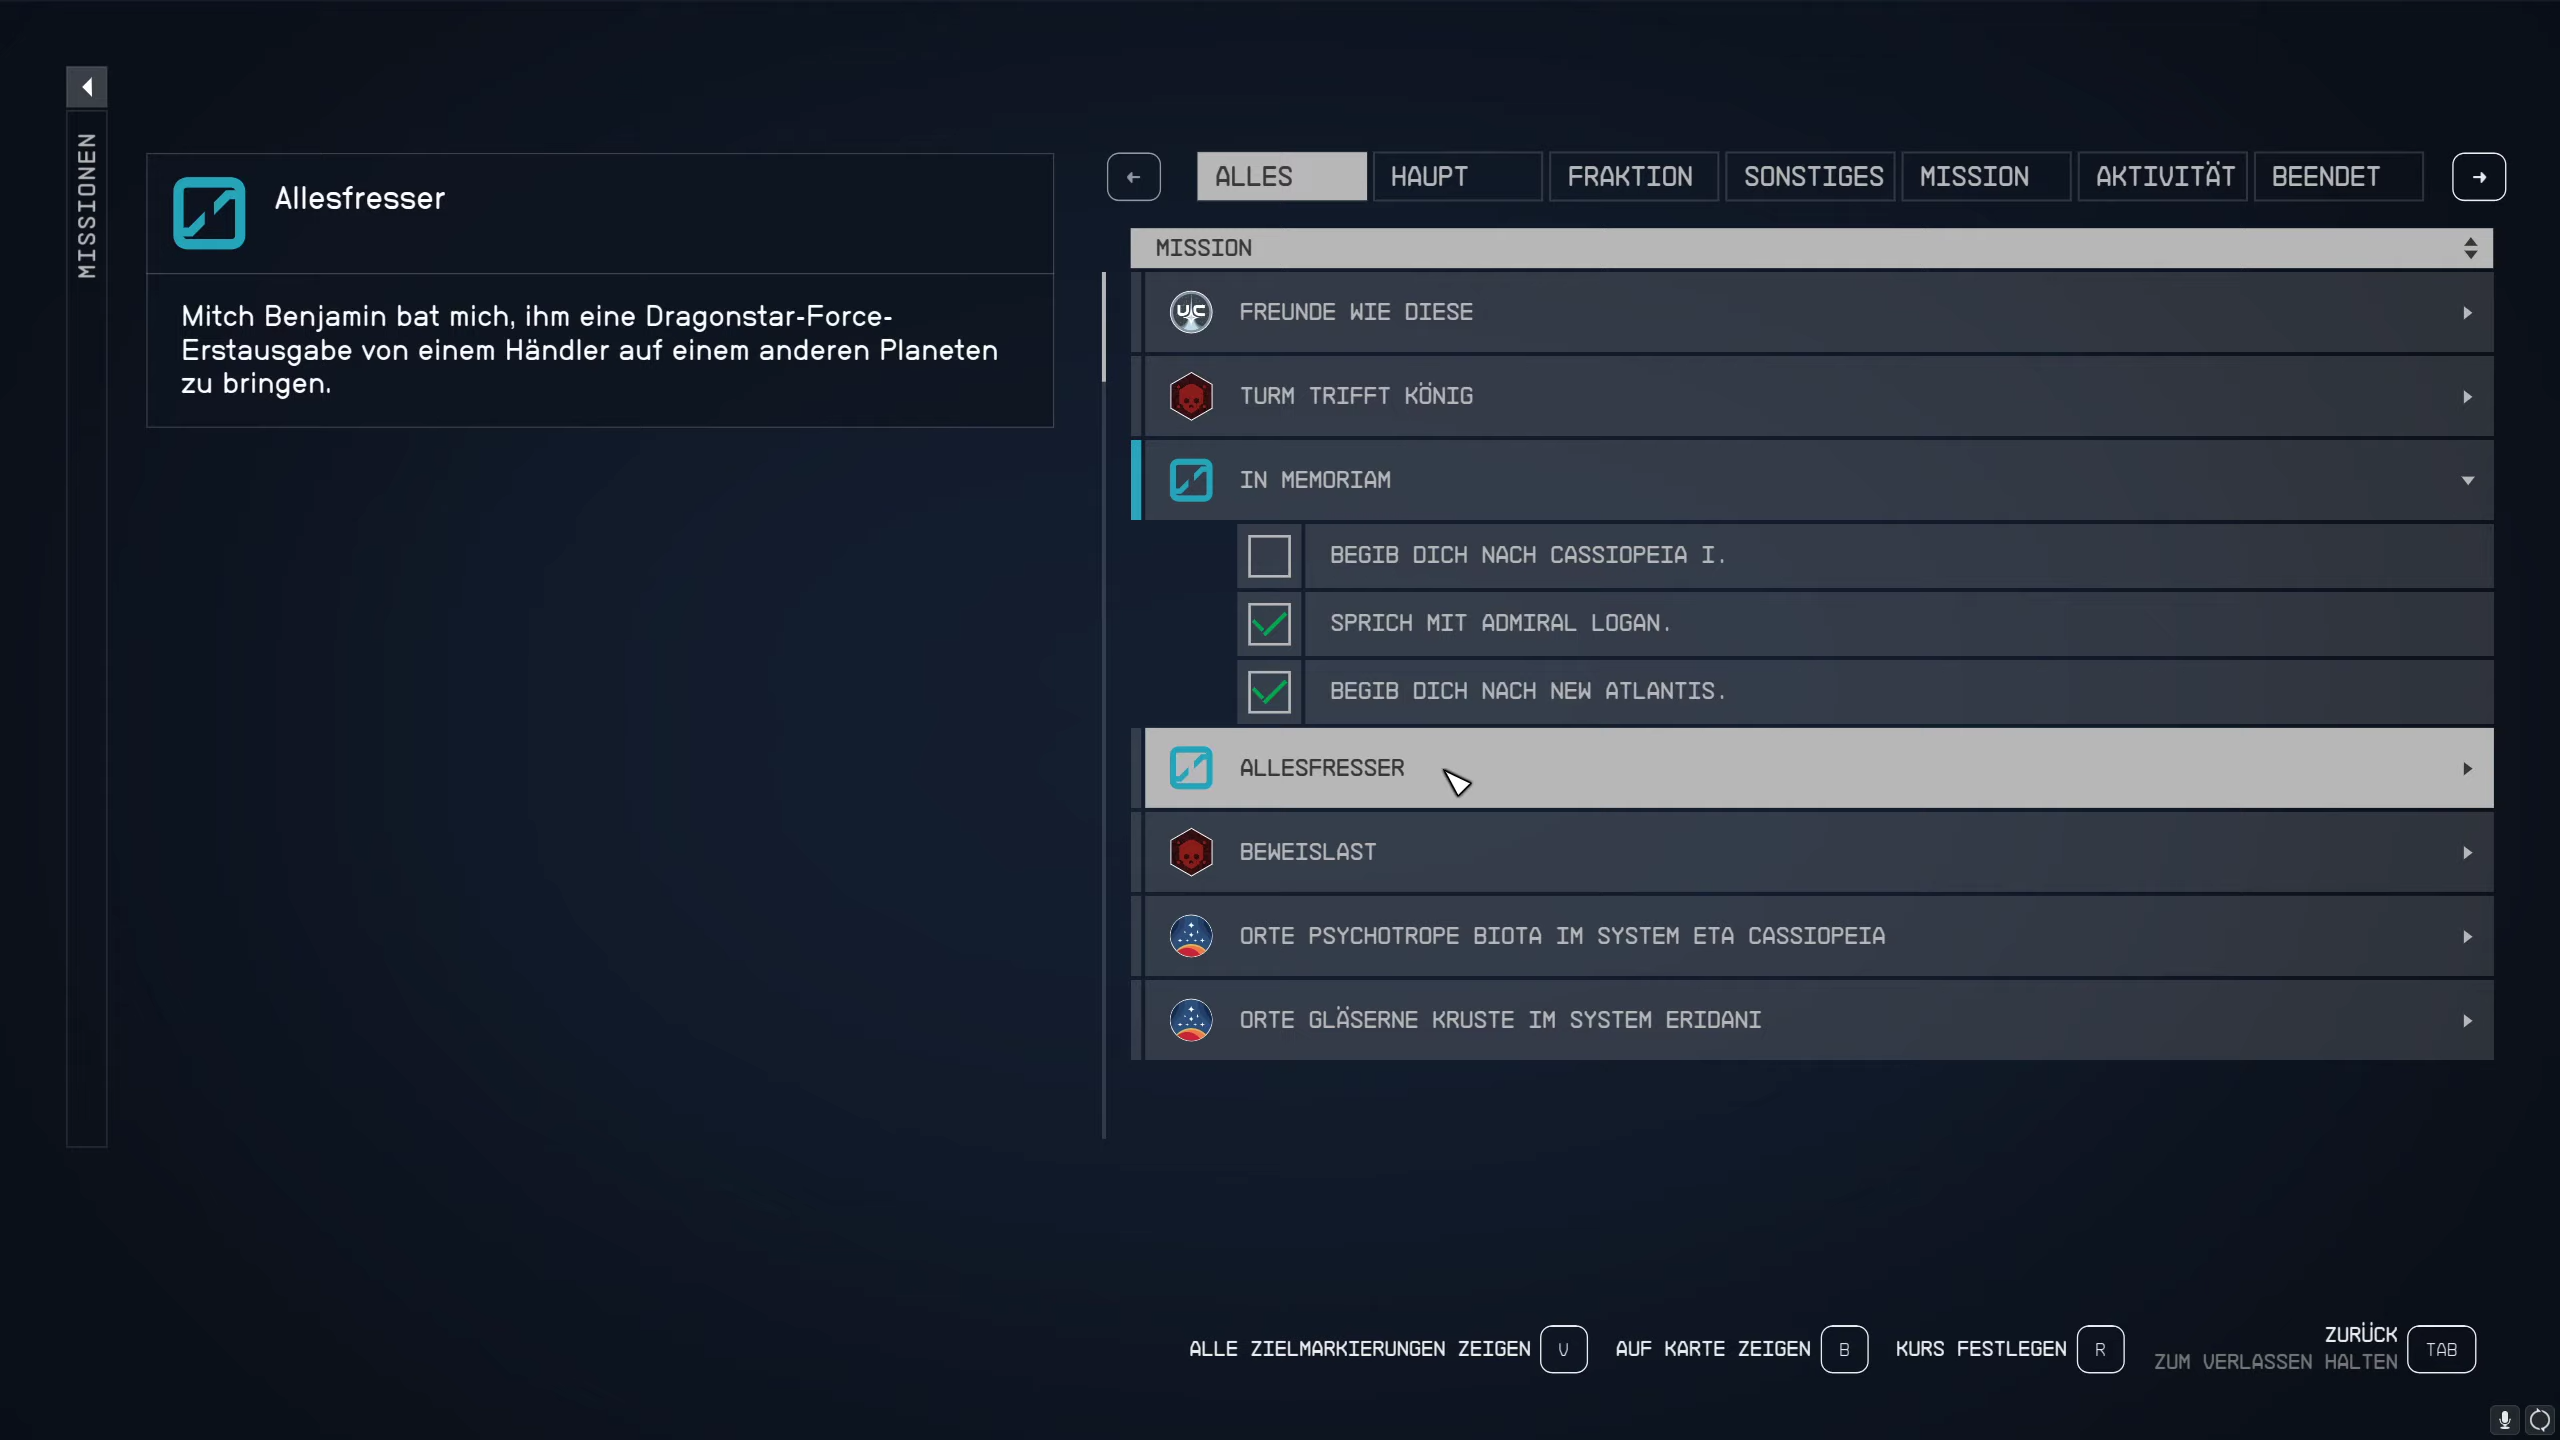 MISSIONEN
Allesfresser
Mitch Benjamin bat mich, ihm eine Dragonstar-Force-
Erstausgabe von einem Händler auf einem anderen Planeten
zu bringen.
ALLES HAUPT FRAKTION SONSTIGES MISSION AKTIVITÄT BEENDET
MISSION
UC FREUNDE WIE DIESE
TURM TRIFFT KÖNIG
IN MEMORIAM
BEGIB DICH NACH CASSIOPEIA I.
SPRICH MIT ADMIRAL LOGAN.
BEGIB DICH NACH NEW ATLANTIS.
ALLESFRESSER
BEWEISLAST
ORTE PSYCHOTROPE BIOTA IM SYSTEM ETA CASSIOPEIA
ORTE GLÄSERNE KRUSTE IM SYSTEM ERIDANI
ALLE ZIELMARKIERUNGEN ZEIGEN V AUF KARTE ZEIGEN B KURS FESTLEGEN R ZURÜCK TAB
ZUM VERLASSEN HALTEN